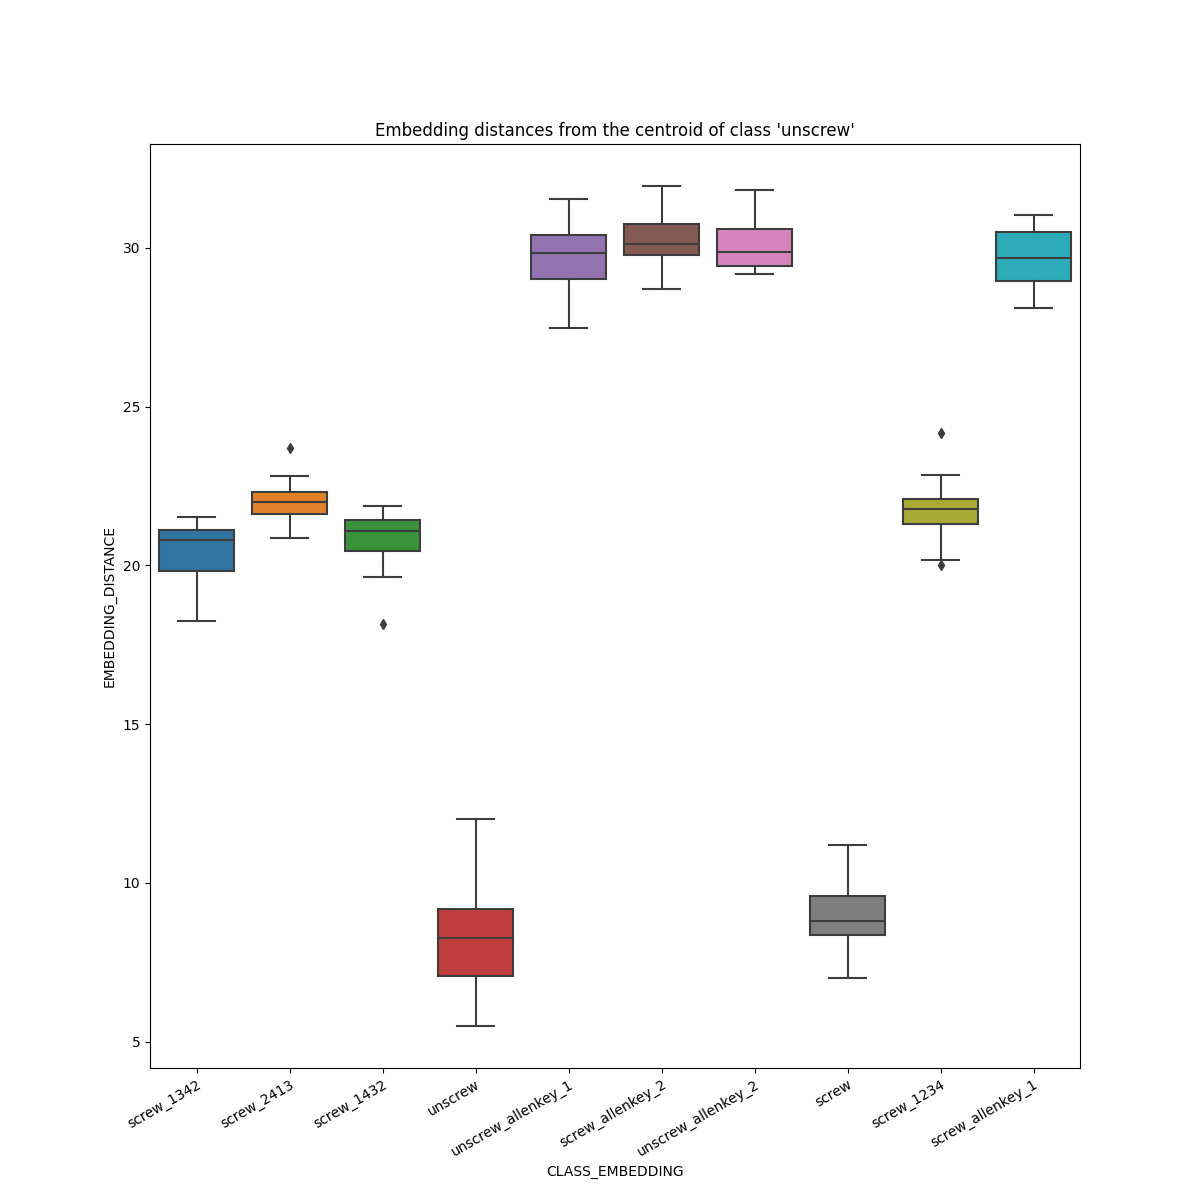 Embedding distances from the centroid of class 'unscrew'
EMBEDDING_DISTANCE
30
25
20
15
10
5
screw_1342
screw_2413
screw_1432
unscrew
unscrew_allenkey_1
screw_allenkey_2
unscrew_allenkey_2
screw
screw_1234
screw_allenkey_1
CLASS_EMBEDDING